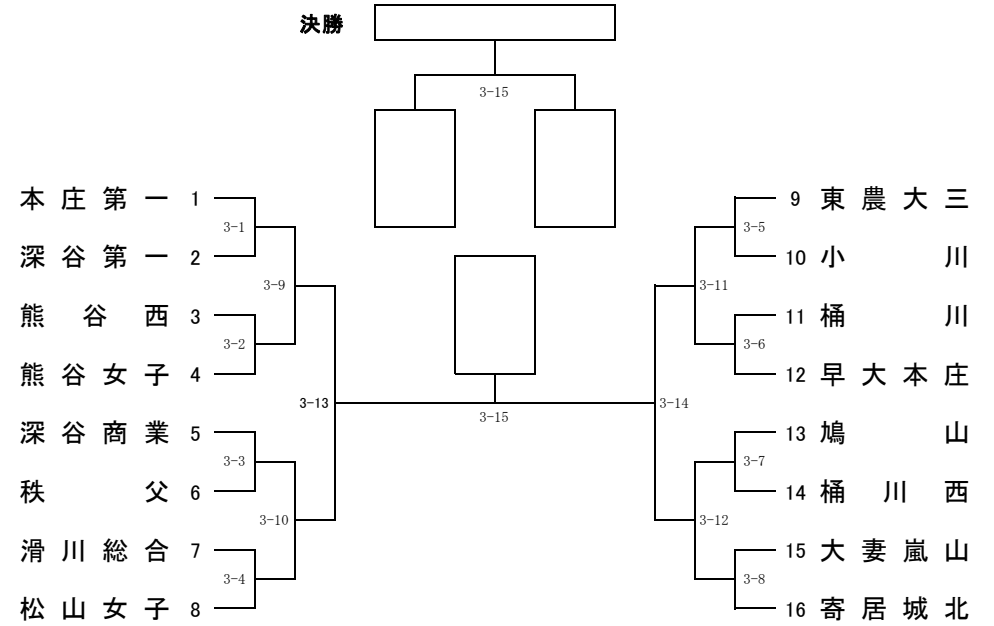 決勝
3-15
本庄第一 1
3-1
深谷第一 2
3-9
熊谷西 3
3-2
熊谷女子 4
3-13
深谷商業 5
3-3
秩父 6
3-10
滑川総合 7
3-4
松山女子 8
3-15
9 東農大三
3-5
10 小川
3-11
11 桶川
3-6
12 早大本庄
3-14
13 鳩山
3-7
14 桶川西
3-12
15 大妻嵐山
3-8
16 寄居城北